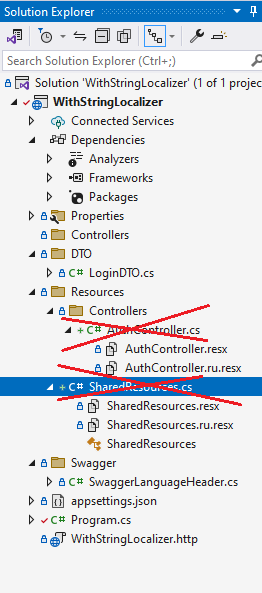 Solution Explorer
Search Solution Explorer (Ctrl+;)
Solution 'WithStringLocalizer' (1 of 1 projec
WithStringLocalizer
Connected Services
Dependencies
Analyzers
Frameworks
Packages
Properties
Controllers
DTO
C# LoginDTO.cs
Resources
Controllers
C# AuthController.cs
AuthController.resx
AuthController.ru.resx
C# SharedResources.cs
SharedResources.resx
SharedResources.ru.resx
SharedResources
Swagger
C# SwaggerLanguageHeader.cs
appsettings.json
C# Program.cs
WithStringLocalizer.http